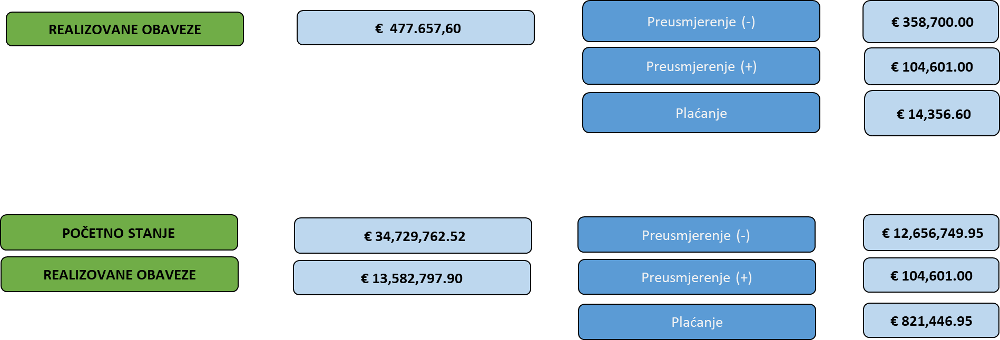 REALIZOVANE OBAVEZE
€  477.657,60
Preusmjerenje (-)
€ 358,700.00
Preusmjerenje (+)
€ 104,601.00
Plaćanje
€ 14,356.60
POČETNO STANJE
€ 34,729,762.52
Preusmjerenje (-)
€ 12,656,749.95
REALIZOVANE OBAVEZE
€ 13,582,797.90
Preusmjerenje (+)
€ 104,601.00
Plaćanje
€ 821,446.95